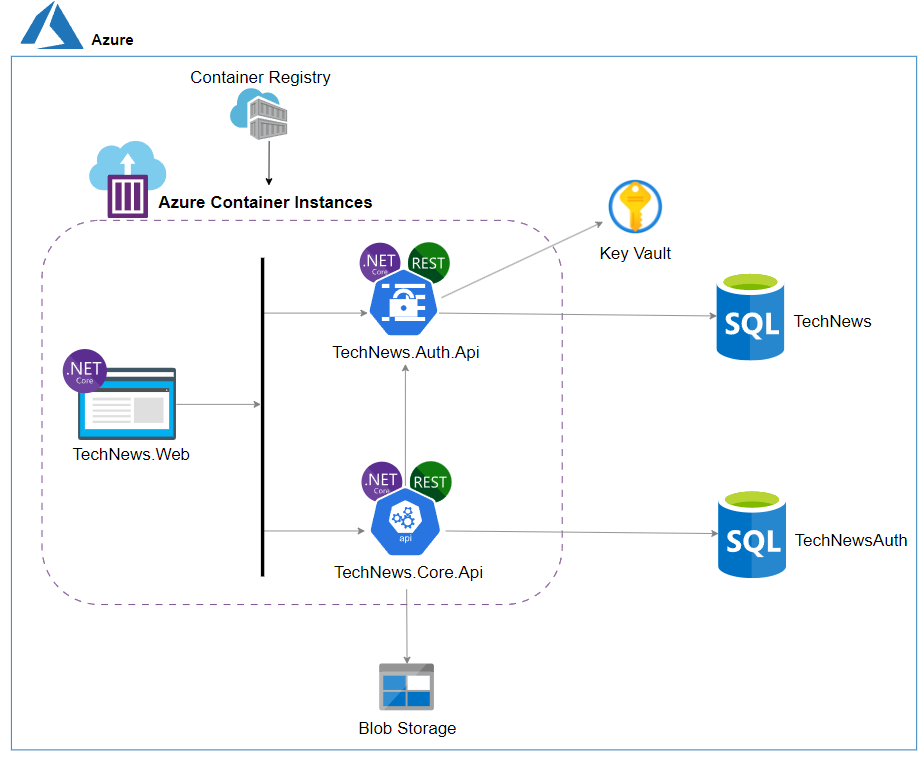 Azure
Container Registry
Azure Container Instances
.NET
Core
REST
Key Vault
TechNews.Auth.Api
SQL
TechNews
.NET
Core
TechNews.Web
.NET
Core
REST
api
TechNews.Core.Api
SQL
TechNewsAuth
Blob Storage